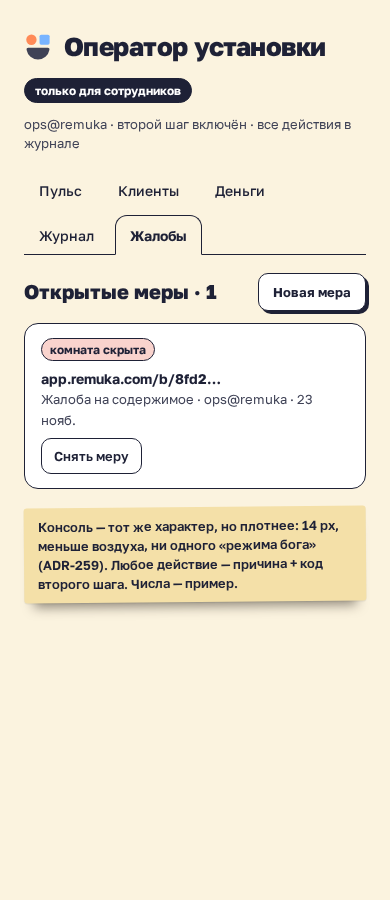 Оператор установки
только для сотрудников
ops@remuka · второй шаг включён · все действия в
журнале
Пульс Клиенты Деньги
Журнал Жалобы
Открытые меры · 1 Новая мера
комната скрыта
app.remuka.com/b/8fd2…
Жалоба на содержимое · ops@remuka · 23
нояб.
Снять меру
Консоль — тот же характер, но плотнее: 14 px,
меньше воздуха, ни одного «режима бога»
(ADR-259). Любое действие — причина + код
второго шага. Числа — пример.